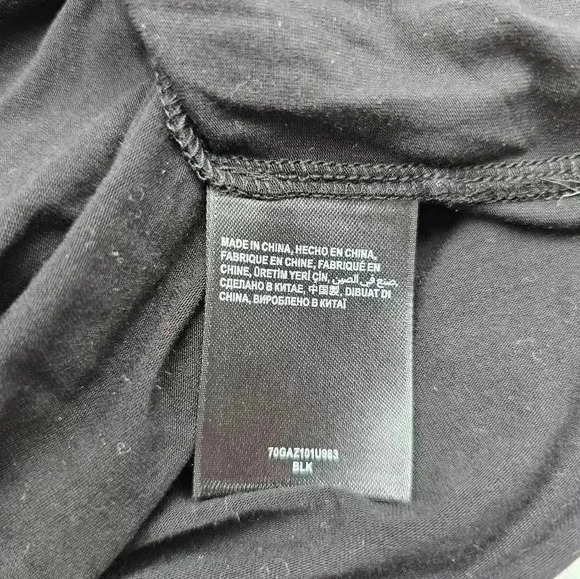 MADE IN CHINA, HECHO EN CHINA,
FABRIQUE EN CHINE, FABRIQUÉ EN
CHINE, ÜRETİM YERİ ÇİN, صنع في الصين,
СДЕЛАНО В КИТАЕ, 中国製, DIBUAT DI
CHINA, ВИРОБЛЕНО В КИТАЇ
70GAZ101U983
BLK